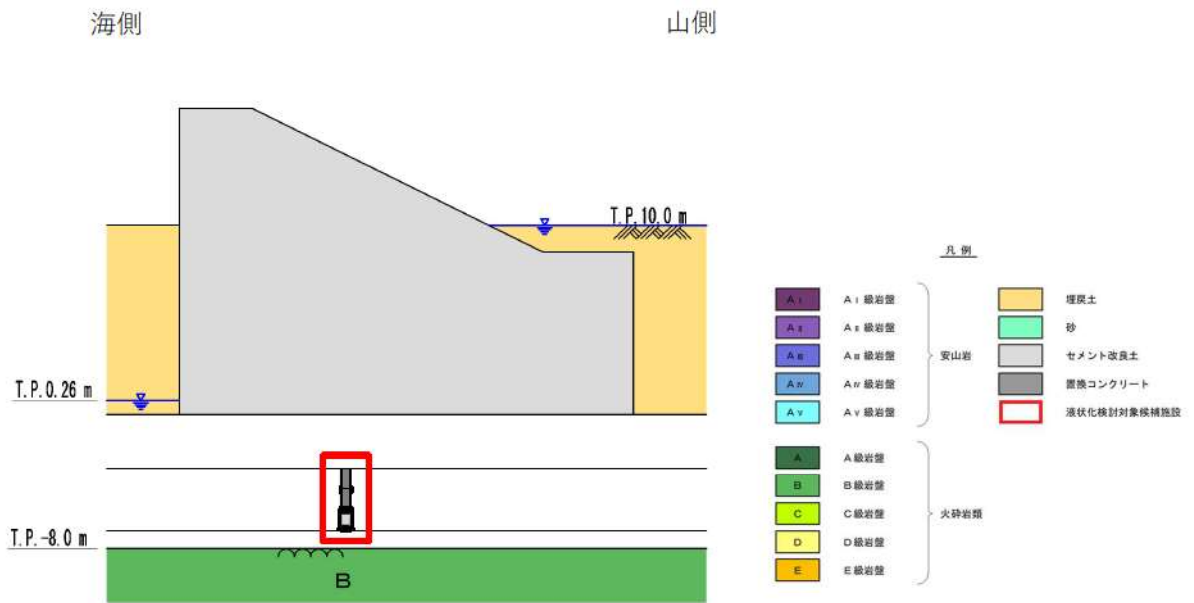 海側
山側
T.P.10.0 m
T.P.0.26 m
T.P.-8.0 m
B
凡例
AⅠ AⅠ級岩盤
AⅡ AⅡ級岩盤
AⅢ AⅢ級岩盤
AⅣ AⅣ級岩盤
AⅤ AⅤ級岩盤
安山岩
A A級岩盤
B B級岩盤
C C級岩盤
D D級岩盤
E E級岩盤
火砕岩類
埋戻土
砂
セメント改良土
置換コンクリート
液状化検討対象候補施設